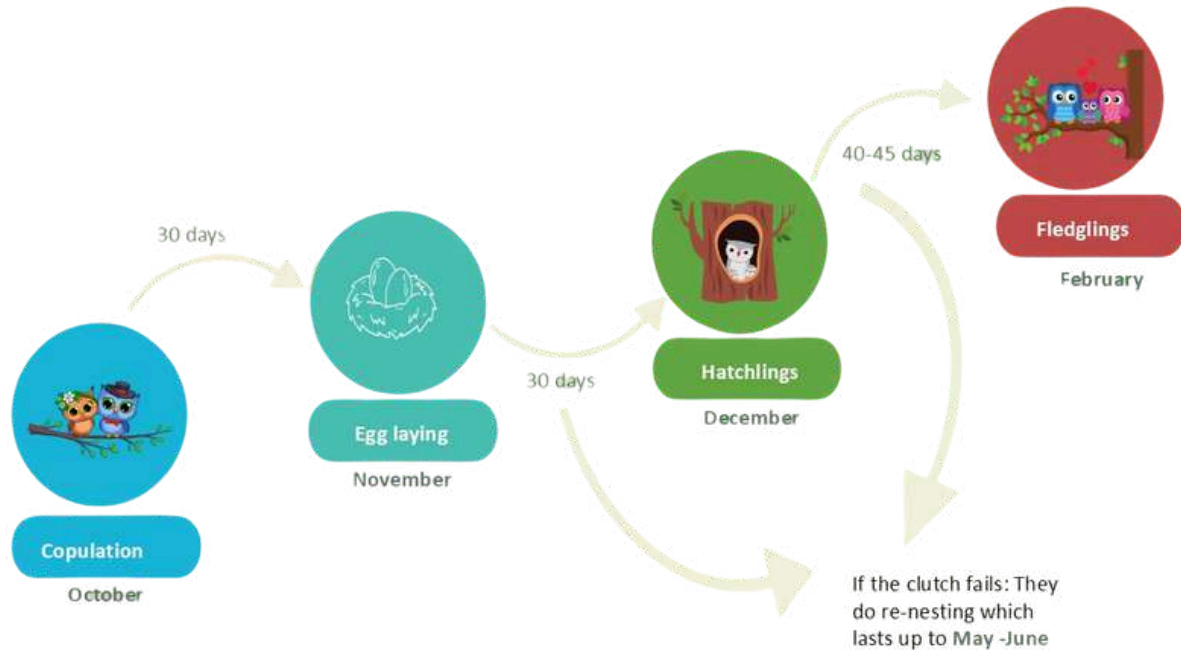 30 days
Copulation
October
Egg laying
November
30 days
Hatchlings
December
40-45 days
Fledglings
February
If the clutch fails: They
do re-nesting which
lasts up to May -June